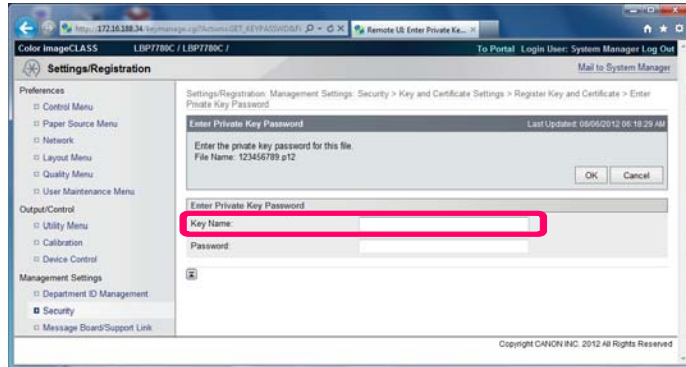 http://172.16.188.34/keymanage.cgi?Action=GET_KEYPASSWD&Fi
Remote UI: Enter Private Ke...
Color imageCLASS LBP7780C / LBP7780C /
To Portal Login User: System Manager Log Out
Settings/Registration
Mail to System Manager
Preferences
Control Menu
Paper Source Menu
Network
Layout Menu
Quality Menu
User Maintenance Menu
Output/Control
Utility Menu
Calibration
Device Control
Management Settings
Department ID Management
Security
Message Board/Support Link
Settings/Registration: Management Settings: Security > Key and Certificate Settings > Register Key and Certificate > Enter
Private Key Password
Enter Private Key Password
Last Updated: 06/06/2012 06:18:29 AM
Enter the private key password for this file.
File Name: 123456789.p12
OK Cancel
Enter Private Key Password
Key Name:
Password:
Copyright CANON INC. 2012 All Rights Reserved